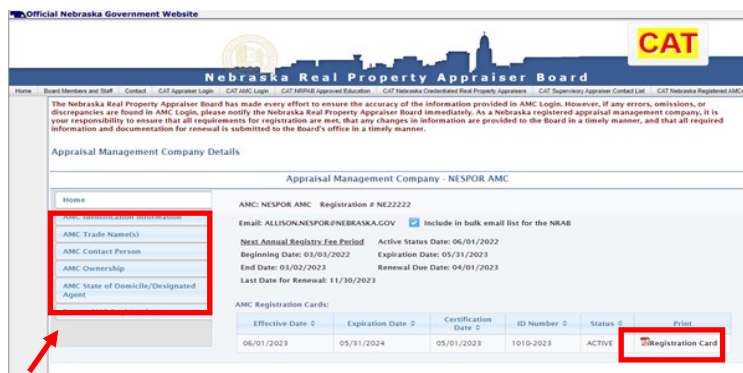 Official Nebraska Government Website
CAT
Nebraska Real Property Appraiser Board
Home Board Members and Staff Contact CAT Appraiser Login CAT AMC Login CAT NRPAB Approved Education CAT Nebraska Credentialed Real Property Appraisers CAT Supervisory Appraiser Contact List CAT Nebraska Registered AMCs
The Nebraska Real Property Appraiser Board has made every effort to ensure the accuracy of the information provided in AMC Login. However, if any errors, omissions, or
discrepancies are found in AMC Login, please notify the Nebraska Real Property Appraiser Board immediately. As a Nebraska registered appraisal management company, it is
your responsibility to ensure that all requirements for registration are met, that any changes in information are provided to the Board in a timely manner, and that all required
information and documentation for renewal is submitted to the Board's office in a timely manner.
Appraisal Management Company Details
Appraisal Management Company - NESPOR AMC
Home
AMC Identification Information
AMC Trade Name(s)
AMC Contact Person
AMC Ownership
AMC State of Domicile/Designated
Agent
AMC: NESPOR AMC Registration # NE22222
Email: ALLISON.NESPOR@NEBRASKA.GOV Include in bulk email list for the NRAB
Next Annual Registry Fee Period Active Status Date: 06/01/2022
Beginning Date: 03/03/2022 Expiration Date: 05/31/2023
End Date: 03/02/2023 Renewal Due Date: 04/01/2023
Last Date for Renewal: 11/30/2023
AMC Registration Cards:
Effective Date Expiration Date Certification Date ID Number Status Print
06/01/2023 05/31/2024 05/01/2023 1010-2023 ACTIVE Registration Card